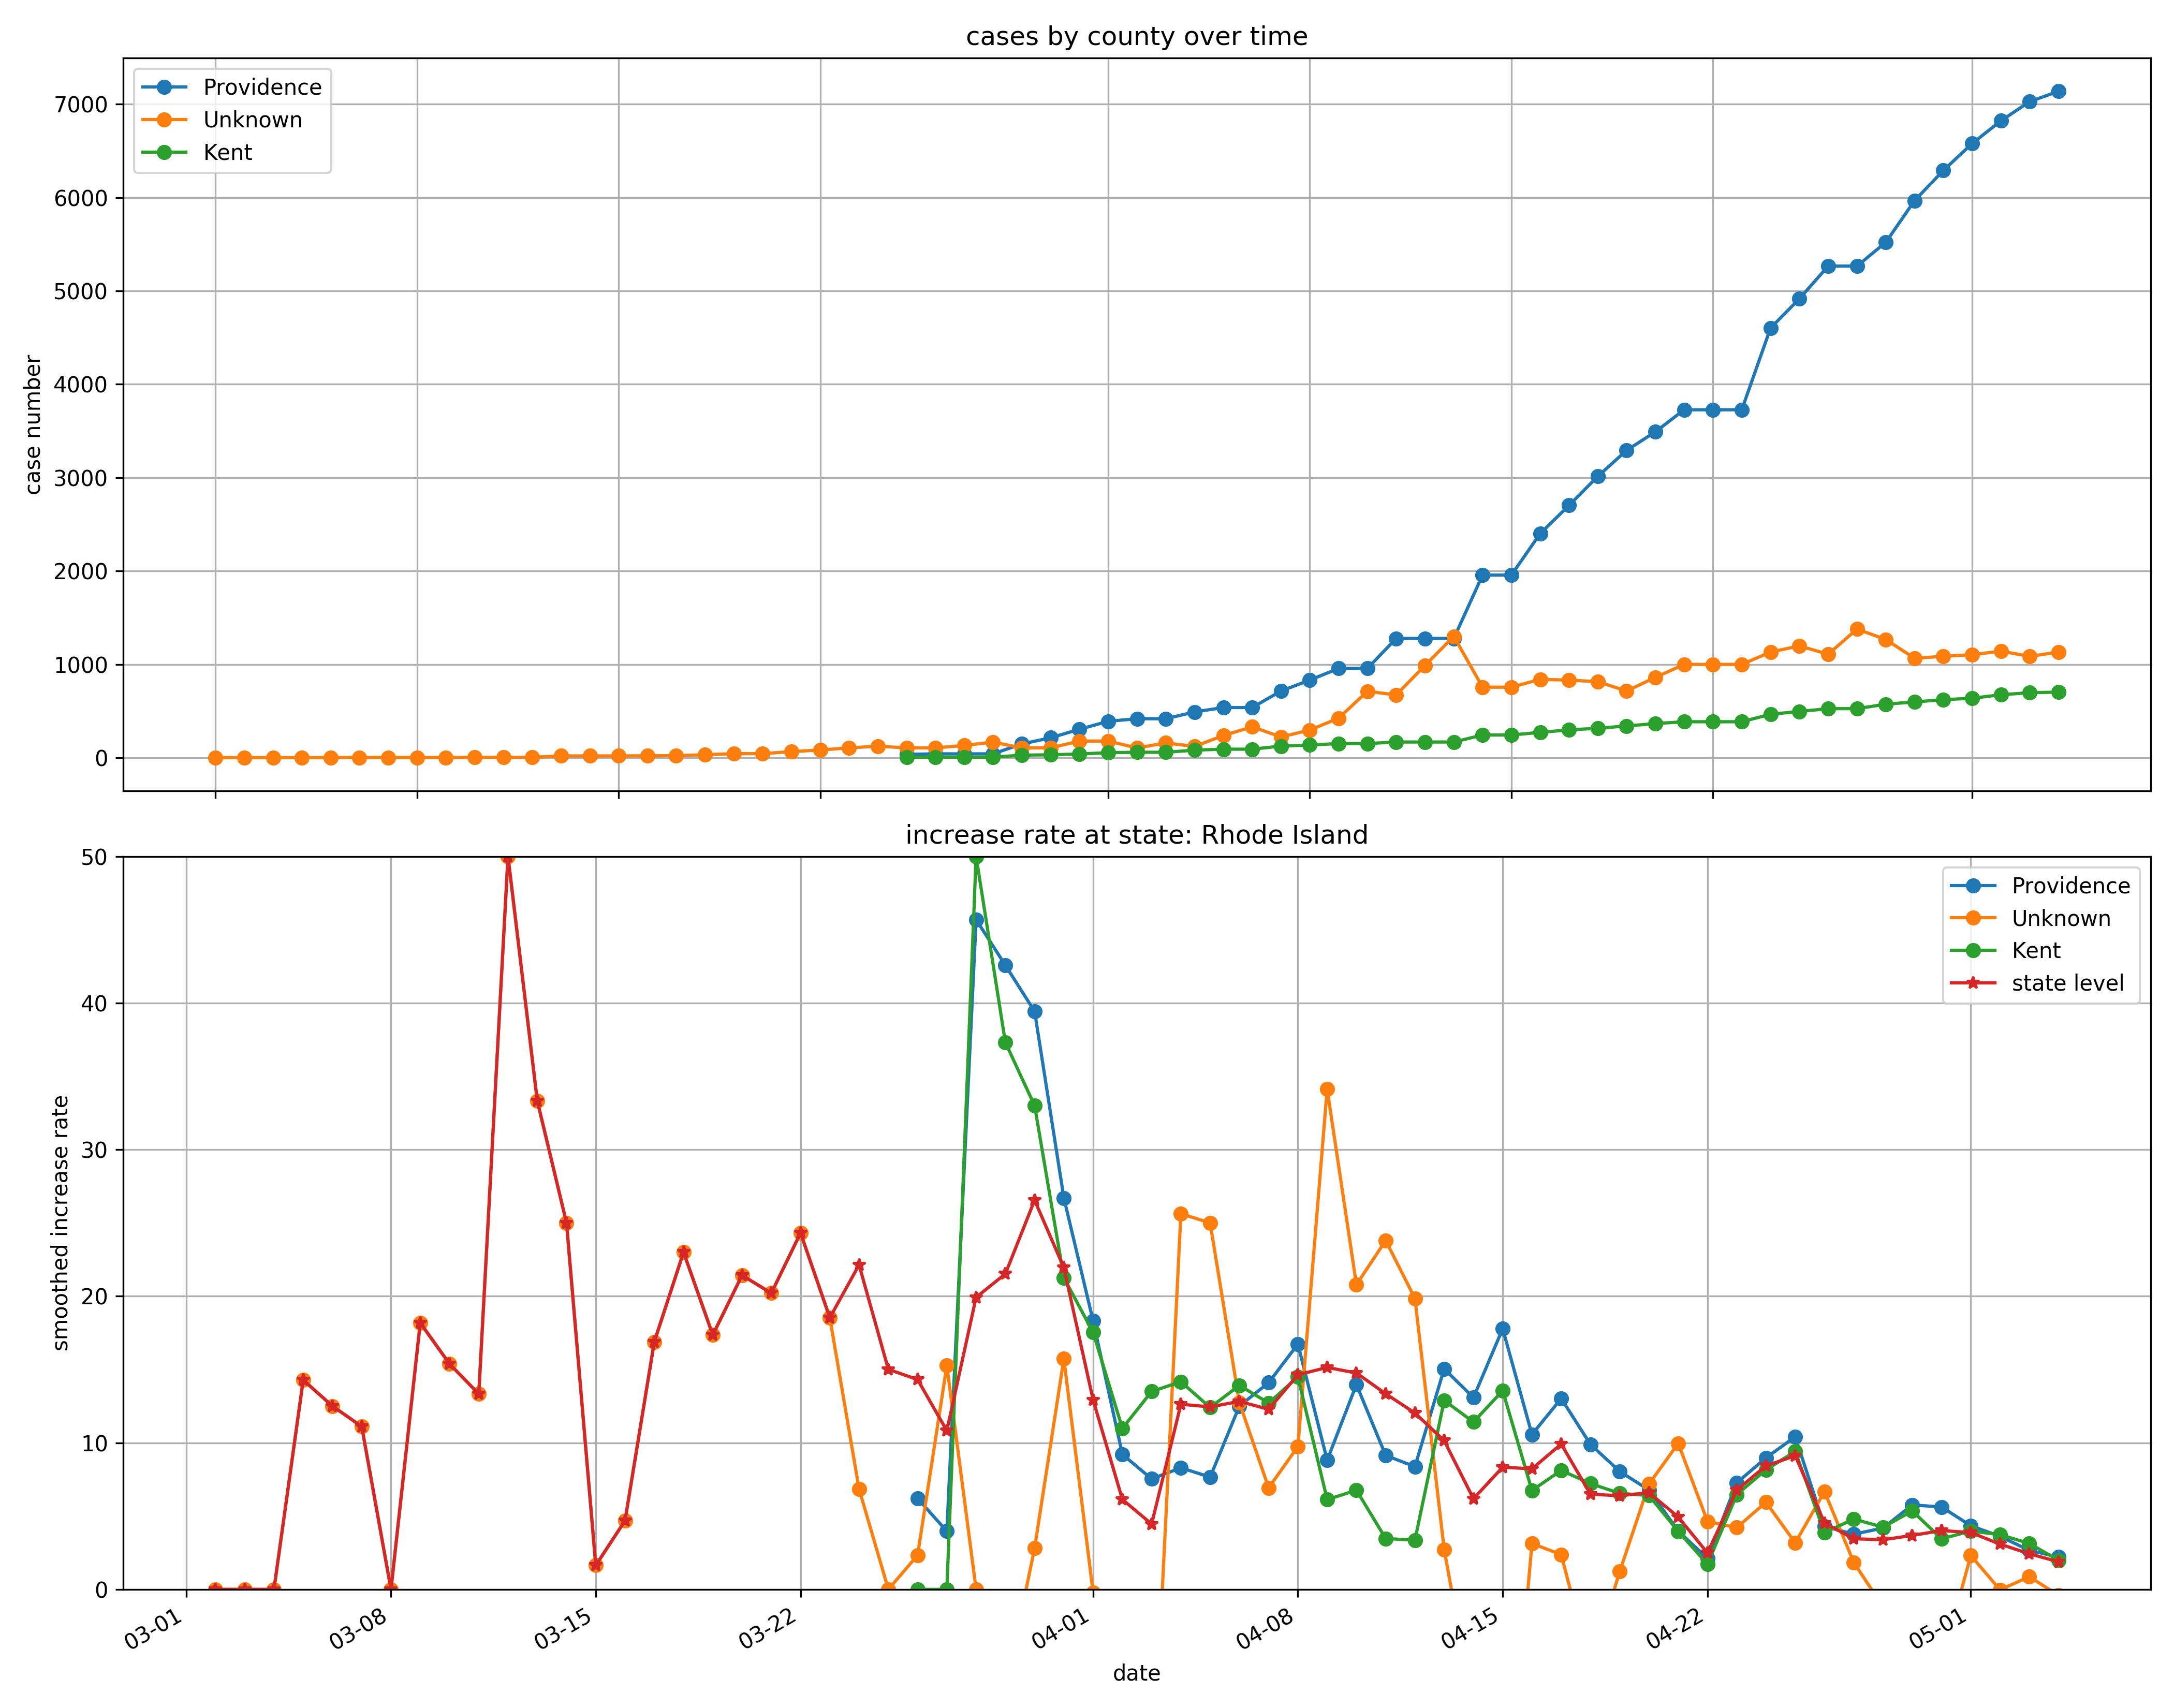 cases by county over time
Providence
Unknown
Kent
7000
6000
5000
4000
3000
2000
1000
0
case number
increase rate at state: Rhode Island
Providence
Unknown
Kent
state level
50
40
30
20
10
0
smoothed increase rate
03-01 03-08 03-15 03-22 04-01 04-08 04-15 04-22 05-01
date